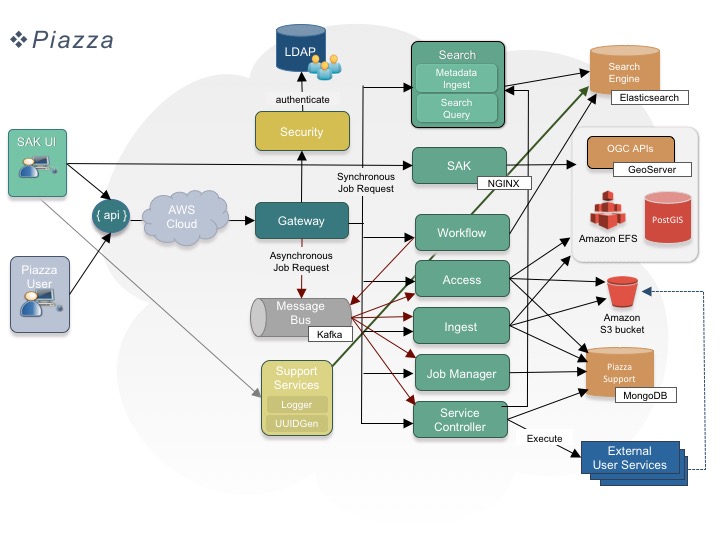 ❖Piazza
LDAP
authenticate
Security
Search
Metadata
Ingest
Search
Query
Search
Engine
Elasticsearch
SAK UI
{ api }
AWS
Cloud
Gateway
Synchronous
Job Request
SAK
NGINX
OGC APIs
GeoServer
Amazon EFS
PostGIS
Piazza
User
Asynchronous
Job Request
Message
Bus
Kafka
Workflow
Access
Ingest
Job Manager
Service
Controller
Amazon
S3 bucket
Piazza
Support
MongoDB
Support
Services
Logger
UUIDGen
Execute
External
User Services